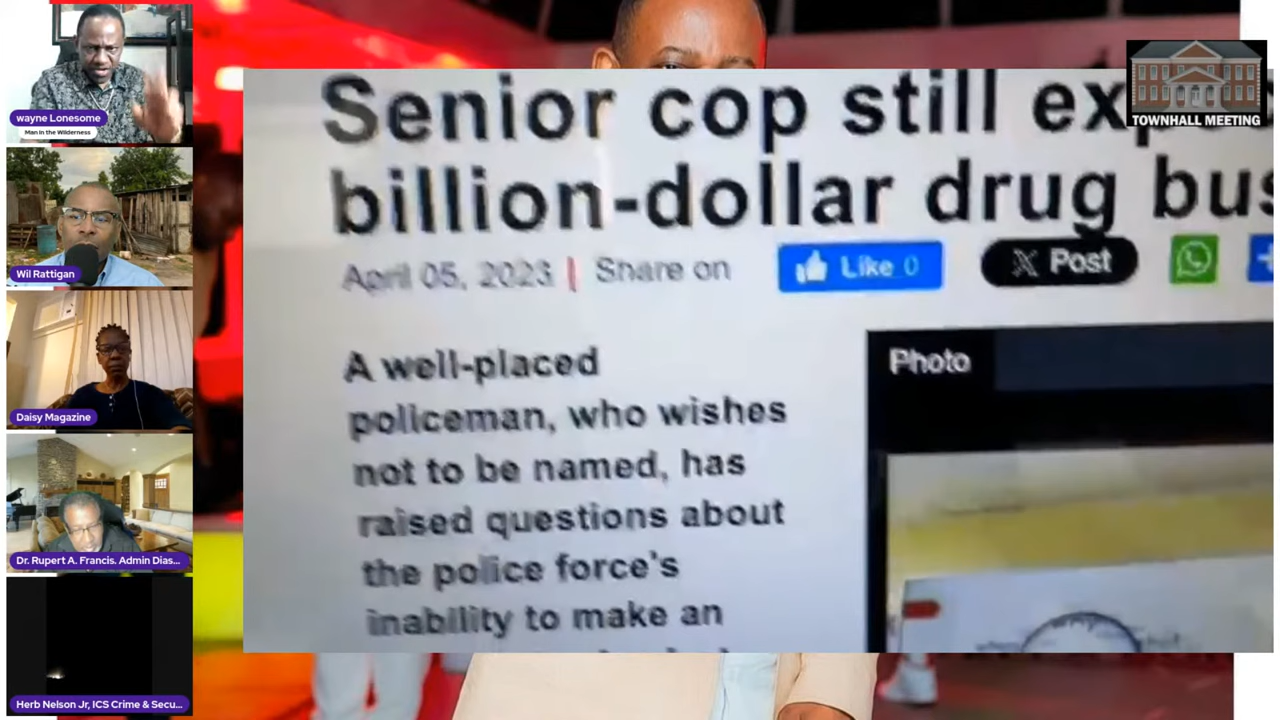 wayne Lonesome
Man in the Wilderness
Wil Rattigan
Daisy Magazine
Dr. Rupert A. Francis. Admin Dias...
Herb Nelson Jr, ICS Crime & Secu...
TOWNHALL MEETING
Senior cop still
billion-dollar drug
April 05, 2023 | Share on
Like 0
X Post
Photo
A well-placed
policeman, who wishes
not to be named, has
raised questions about
the police force's
inability to make an